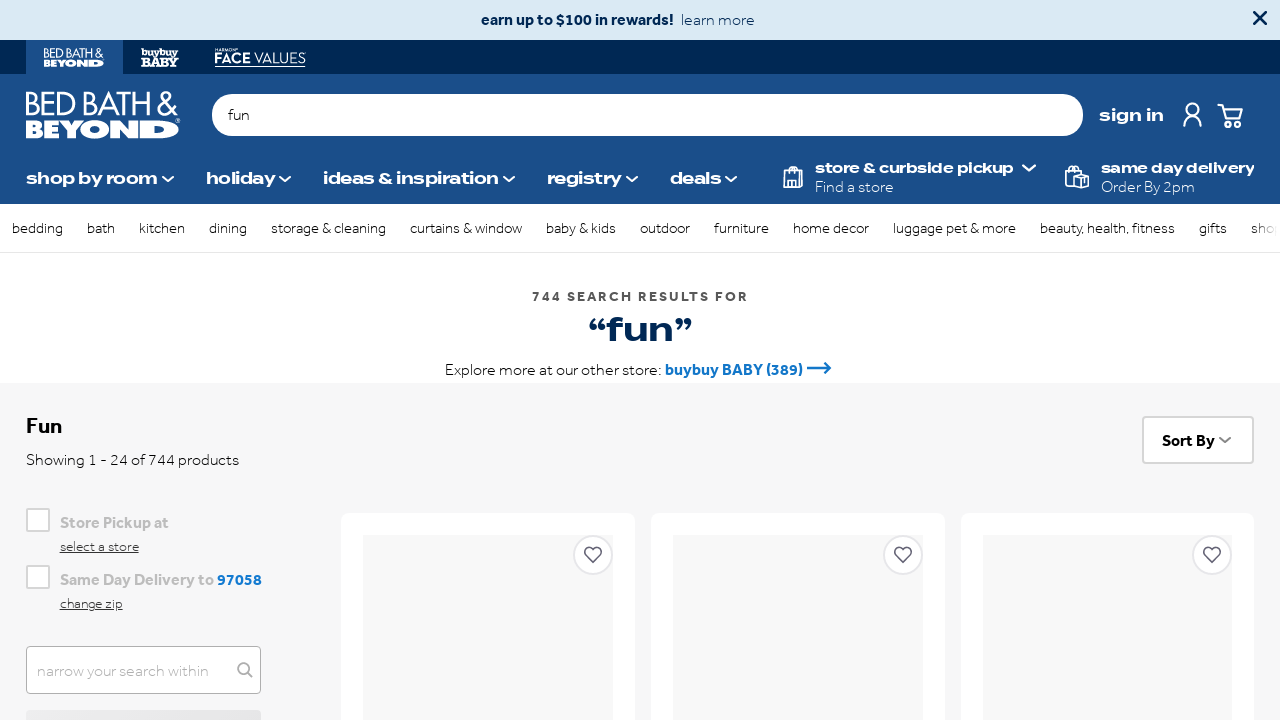 earn up to $100 in rewards! learn more
BED BATH & BEYOND
buybuy BABY
HARMON FACE VALUES
BED BATH & BEYOND®
fun
sign in
shop by room
holiday
ideas & inspiration
registry
deals
store & curbside pickup
Find a store
same day delivery
Order By 2pm
bedding
bath
kitchen
dining
storage & cleaning
curtains & window
baby & kids
outdoor
furniture
home decor
luggage pet & more
beauty, health, fitness
gifts
744 SEARCH RESULTS FOR
“fun”
Explore more at our other store: buybuy BABY (389)
Fun
Showing 1 - 24 of 744 products
Sort By
Store Pickup at
select a store
Same Day Delivery to 97058
change zip
narrow your search within